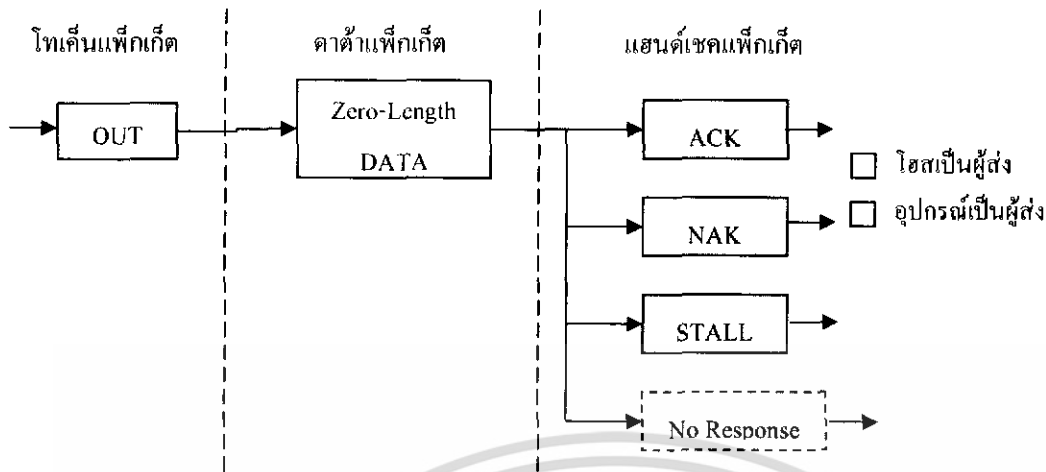 โทเค็นแพ็กเก็ต
ดาต้าแพ็กเก็ต
แฮนด์เชคแพ็กเก็ต
OUT
Zero-Length
DATA
ACK
NAK
STALL
No Response
โฮสเป็นผู้ส่ง
อุปกรณ์เป็นผู้ส่ง